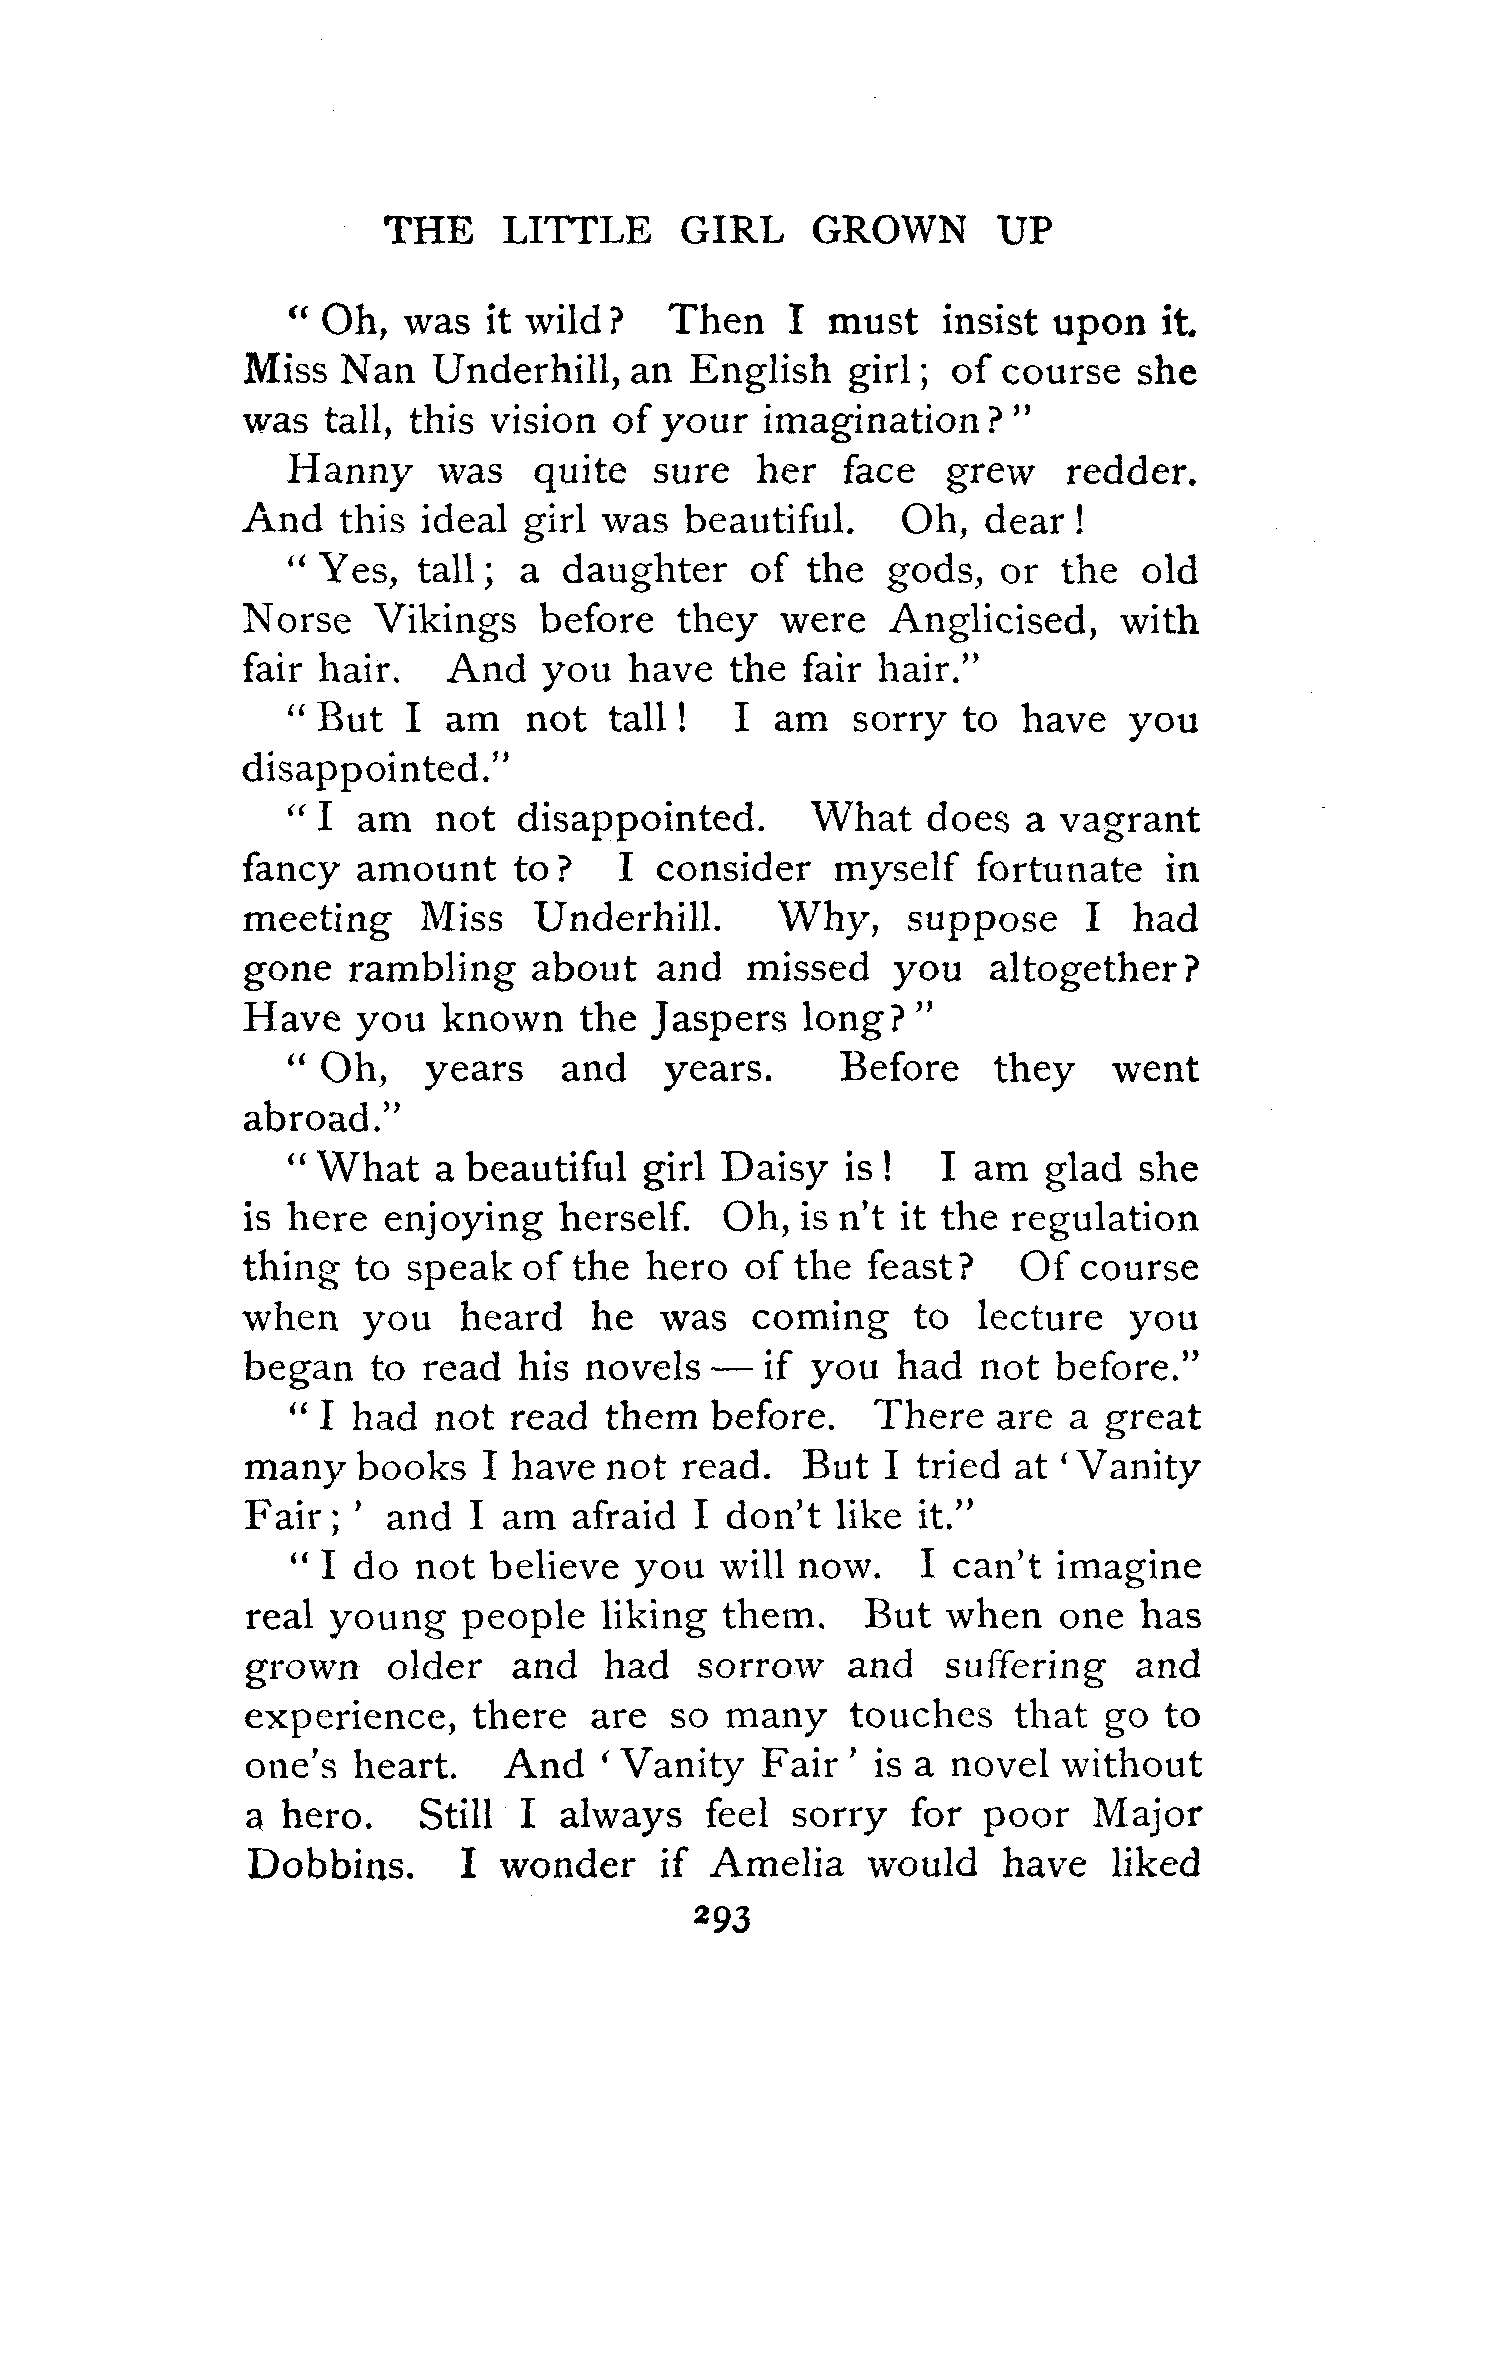 THE LITTLE GIRL GROWN UP
“ Oh, was it wild? Then I must insist upon it.
Miss Nan Underhill, an English girl; of course she
was tall, this vision of your imagination?”
Hanny was quite sure her face grew redder.
And this ideal girl was beautiful. Oh, dear!
“ Yes, tall; a daughter of the gods, or the old
Norse Vikings before they were Anglicised, with
fair hair. And you have the fair hair.”
“ But I am not tall! I am sorry to have you
disappointed.”
“ I am not disappointed. What does a vagrant
fancy amount to? I consider myself fortunate in
meeting Miss Underhill. Why, suppose I had
gone rambling about and missed you altogether?
Have you known the Jaspers long?”
“ Oh, years and years. Before they went
abroad.”
“ What a beautiful girl Daisy is! I am glad she
is here enjoying herself. Oh, is n't it the regulation
thing to speak of the hero of the feast? Of course
when you heard he was coming to lecture you
began to read his novels — if you had not before.”
“ I had not read them before. There are a great
many books I have not read. But I tried at ‘Vanity
Fair;’ and I am afraid I don't like it.”
“ I do not believe you will now. I can't imagine
real young people liking them. But when one has
grown older and had sorrow and suffering and
experience, there are so many touches that go to
one's heart. And ‘Vanity Fair’ is a novel without
a hero. Still I always feel sorry for poor Major
Dobbins. I wonder if Amelia would have liked
293